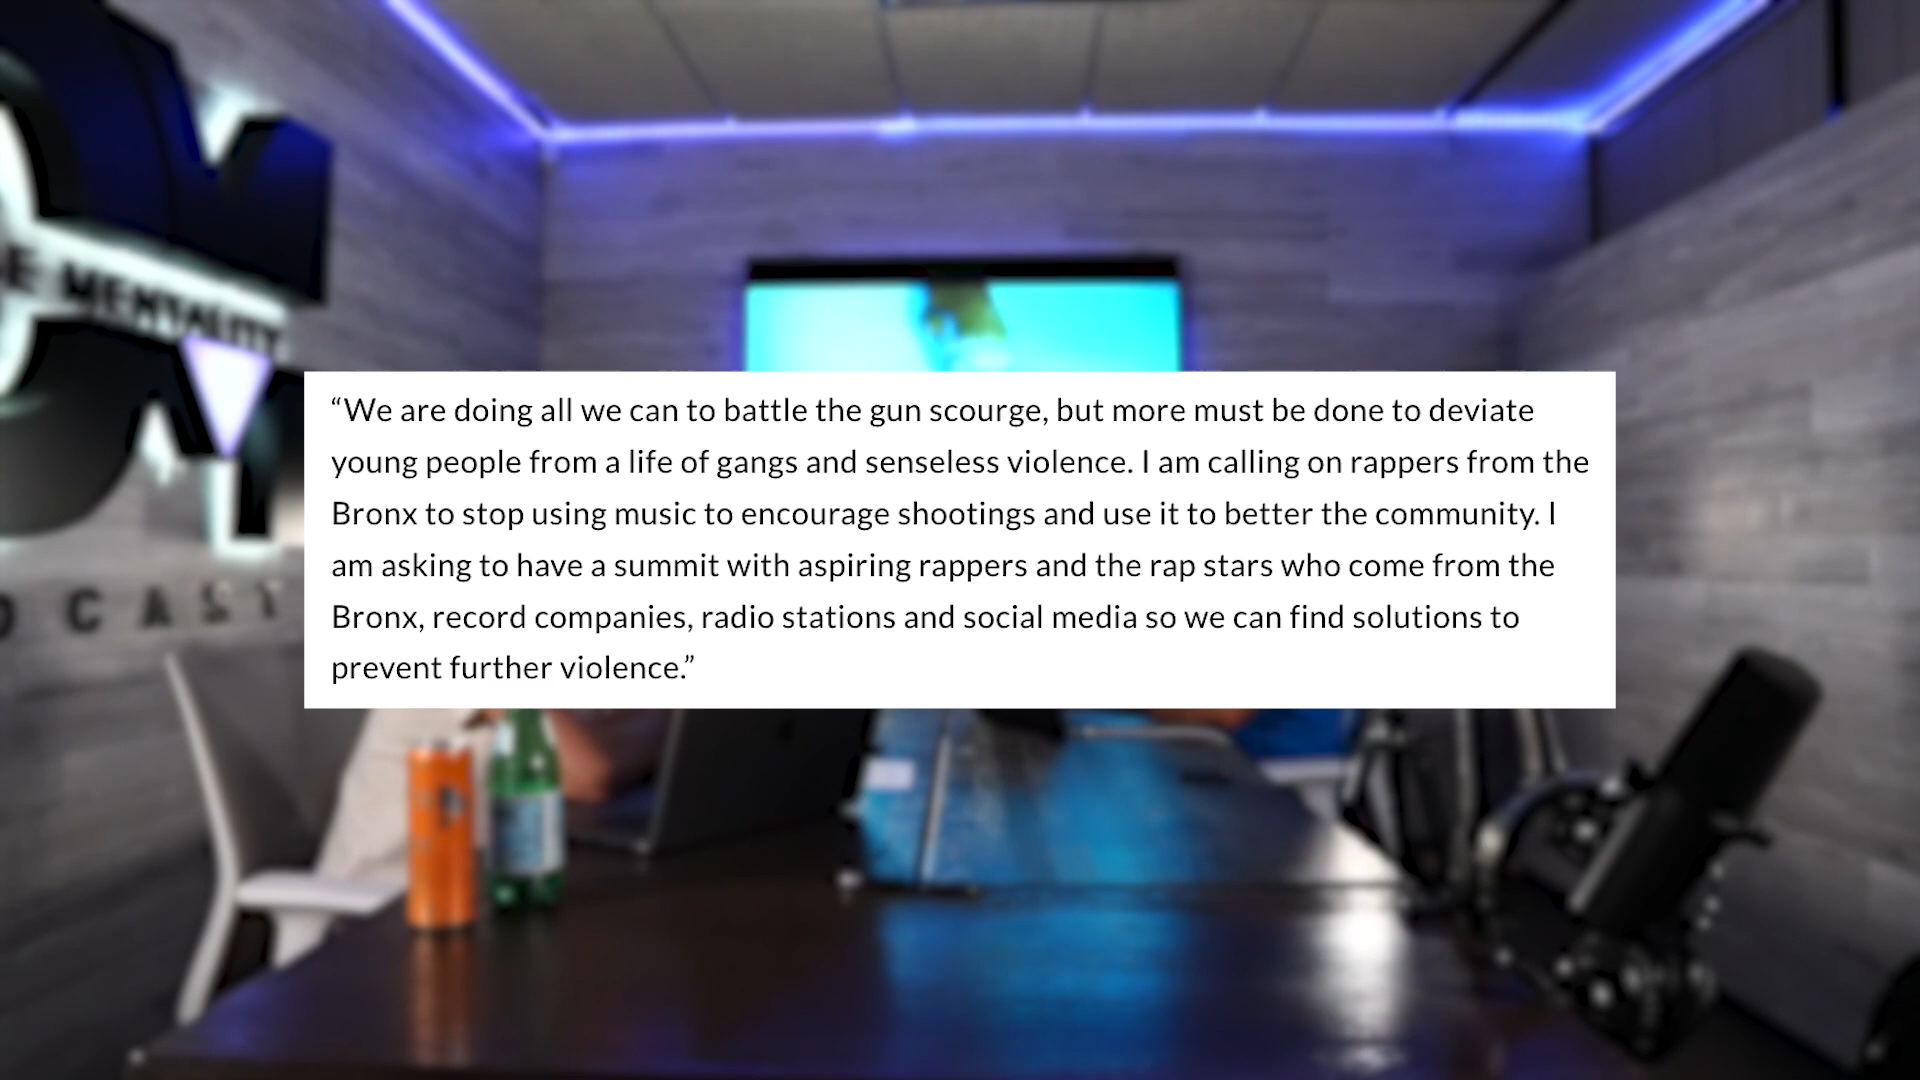 E MENTALITY
O C A S T
“We are doing all we can to battle the gun scourge, but more must be done to deviate
young people from a life of gangs and senseless violence. I am calling on rappers from the
Bronx to stop using music to encourage shootings and use it to better the community. I
am asking to have a summit with aspiring rappers and the rap stars who come from the
Bronx, record companies, radio stations and social media so we can find solutions to
prevent further violence.”